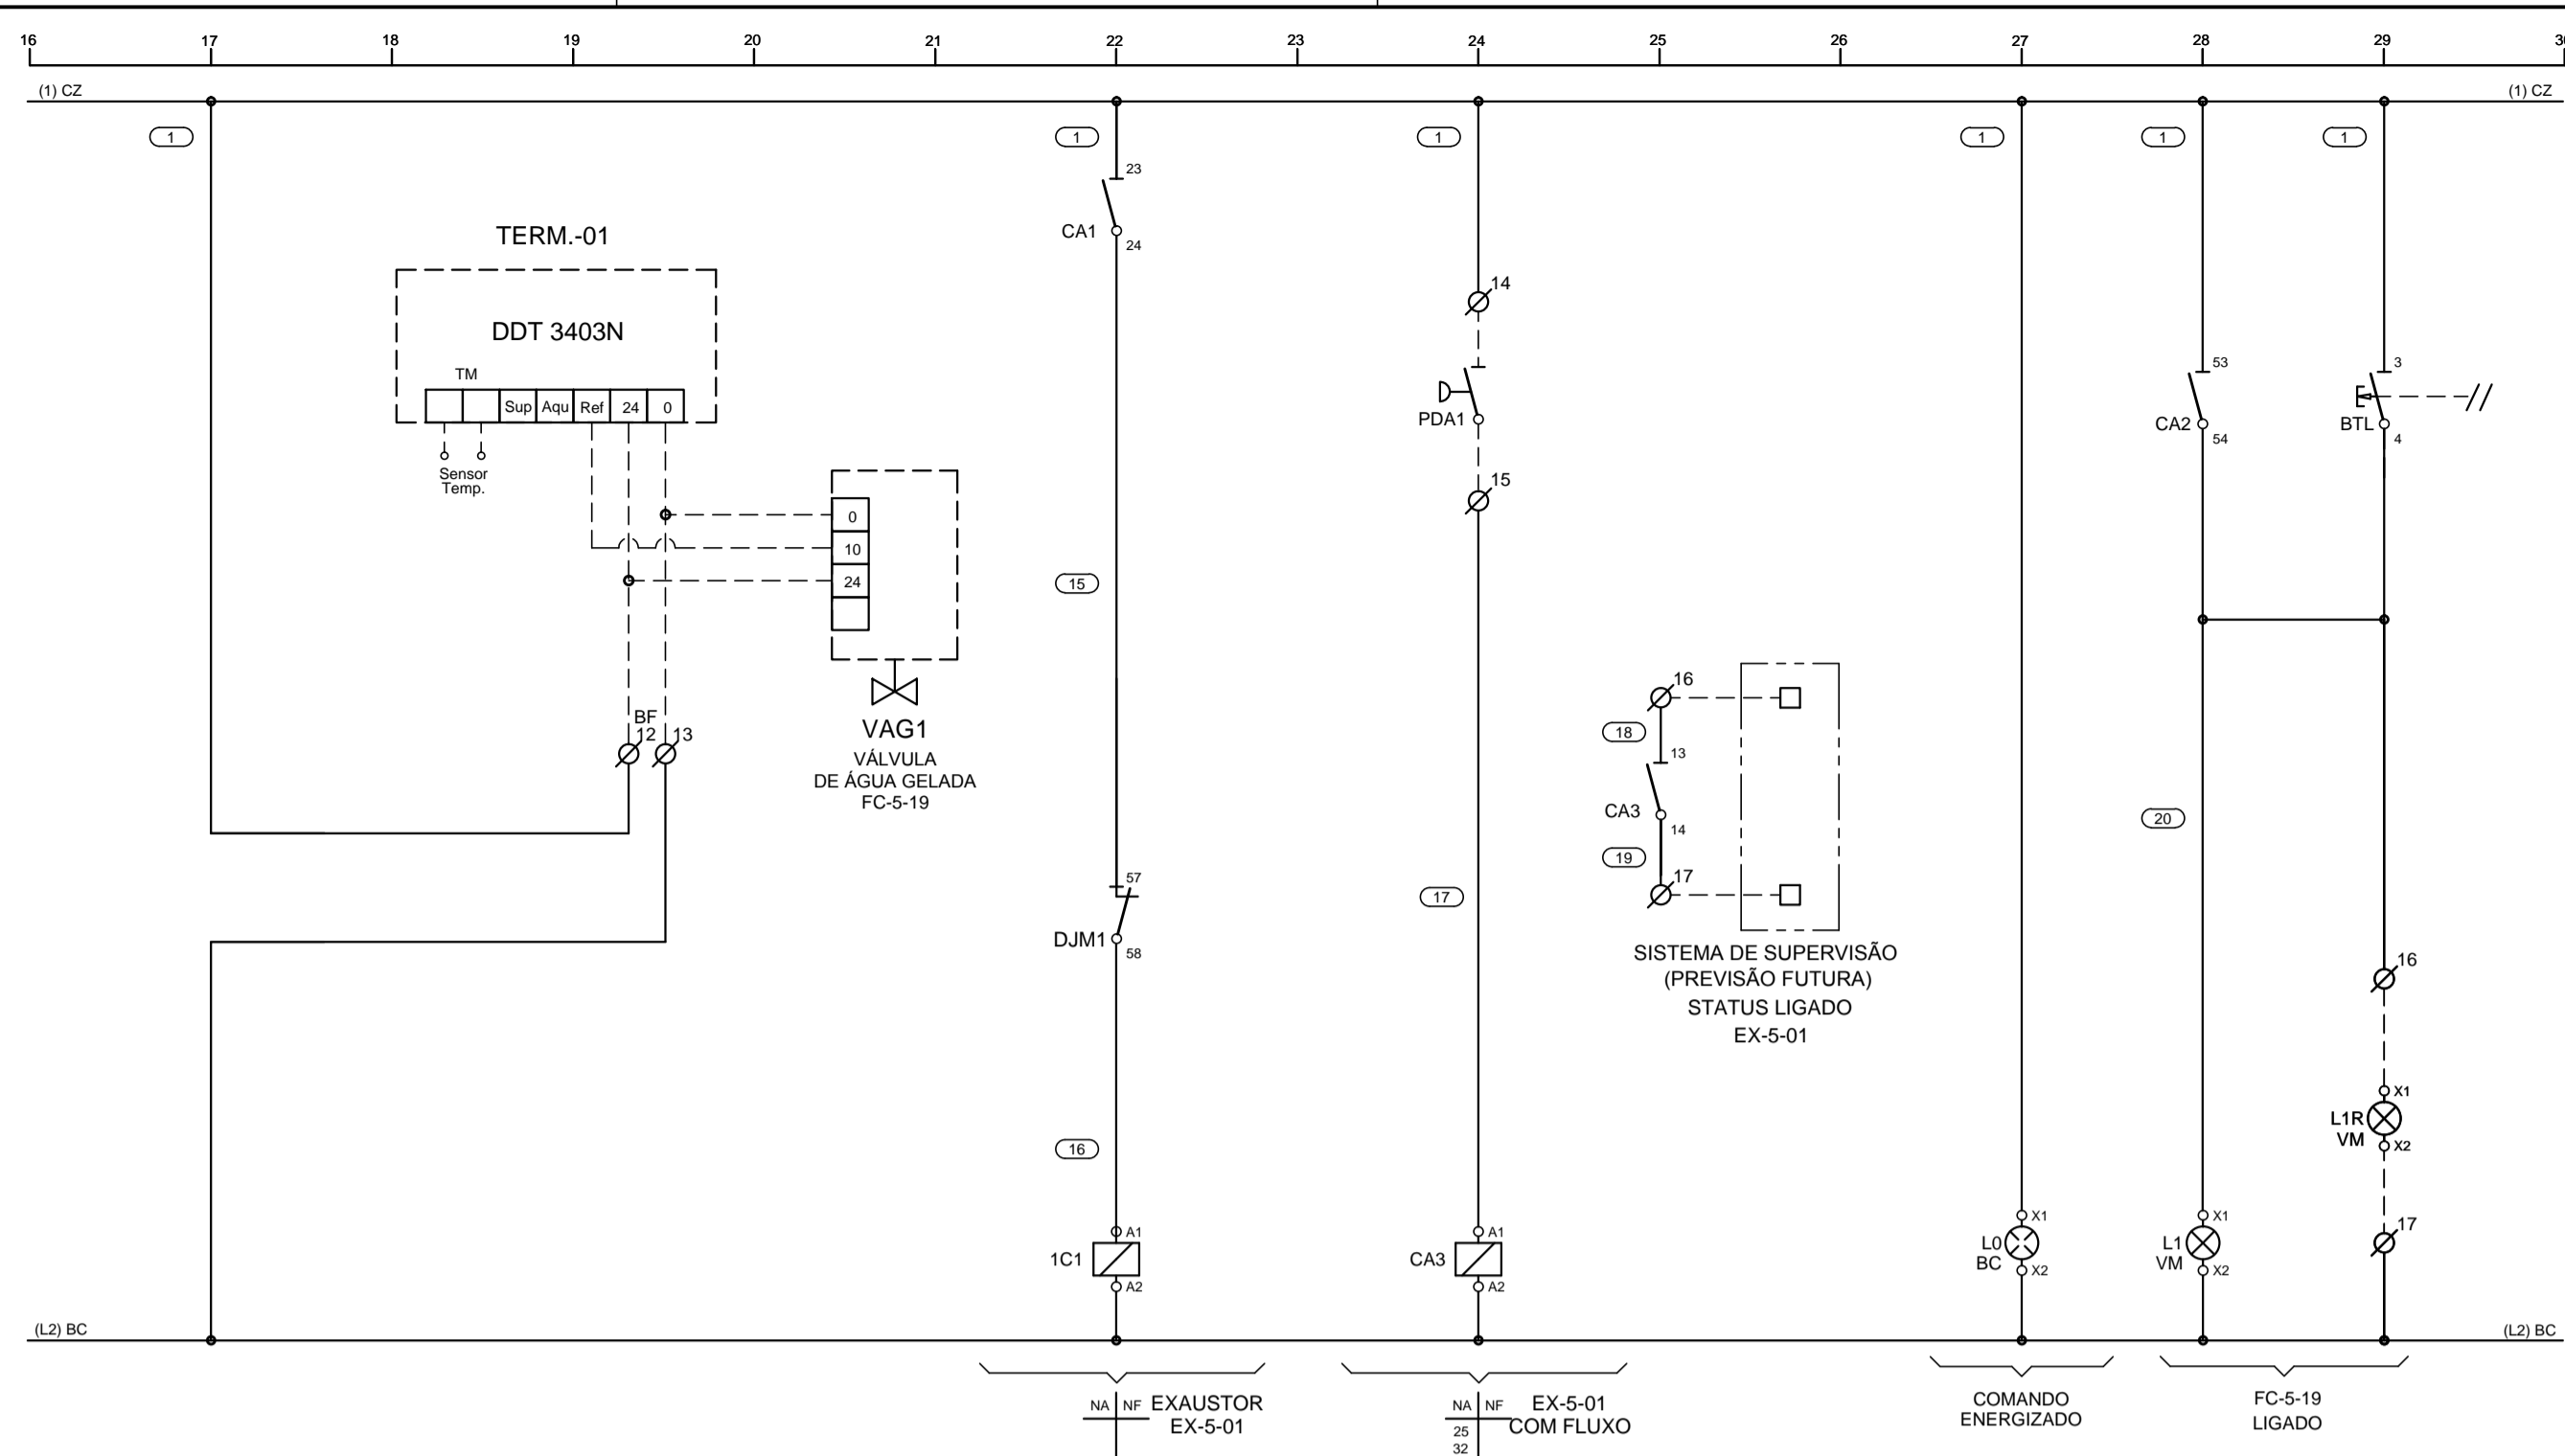 16 17 18 19 20 21 22 23 24 25 26 27 28 29
(1) CZ (1) CZ
1 1 1 1 1 1
23
CA1
24
TERM.-01
DDT 3403N
TM
Sup Aqu Ref 24 0
Sensor
Temp.
0
10
24
BF
12 13
VAG1
VÁLVULA
DE ÁGUA GELADA
FC-5-19
15
57
DJM1
58
16
A1
1C1
A2
14
PDA1
15
17
A1
CA3
A2
16
18
13
CA3
14
19
17
SISTEMA DE SUPERVISÃO
(PREVISÃO FUTURA)
STATUS LIGADO
EX-5-01
X1
L0
BC
X2
53
CA2
54
20
X1
L1
VM
X2
3
BTL
4
16
X1
L1R
VM
X2
17
(L2) BC (L2) BC
NA NF EXAUSTOR
EX-5-01
NA NF EX-5-01
25 COM FLUXO
32
COMANDO
ENERGIZADO
FC-5-19
LIGADO